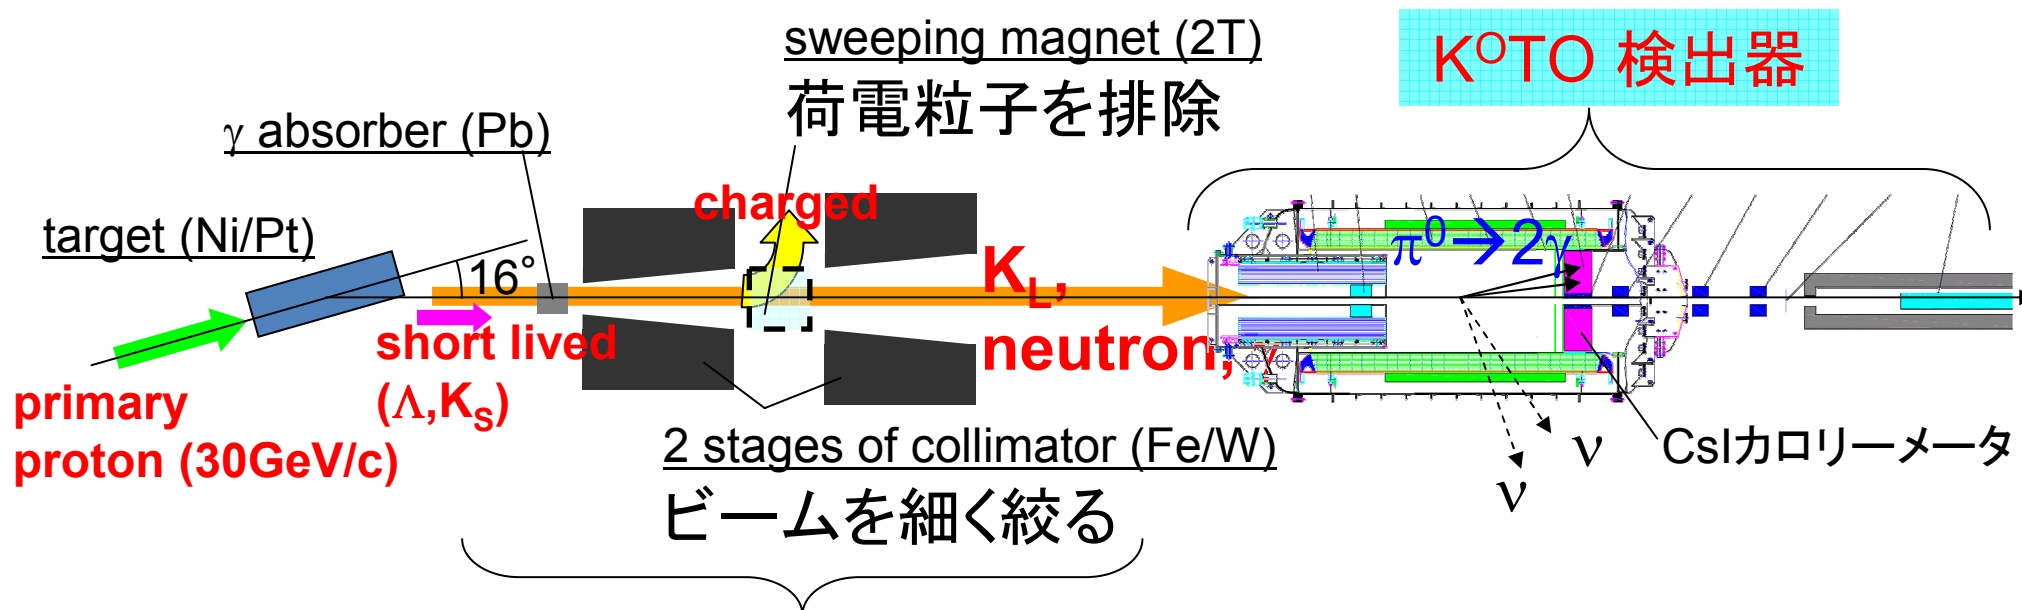 sweeping magnet (2T)
荷電粒子を排除
KOTO 検出器
γ absorber (Pb)
charged
target (Ni/Pt)
16°
KL,
neutron,
π0→2γ
short lived
(Λ,KS)
primary
proton (30GeV/c)
2 stages of collimator (Fe/W)
ビームを細く絞る
ν
ν
CsIカロリーメータ